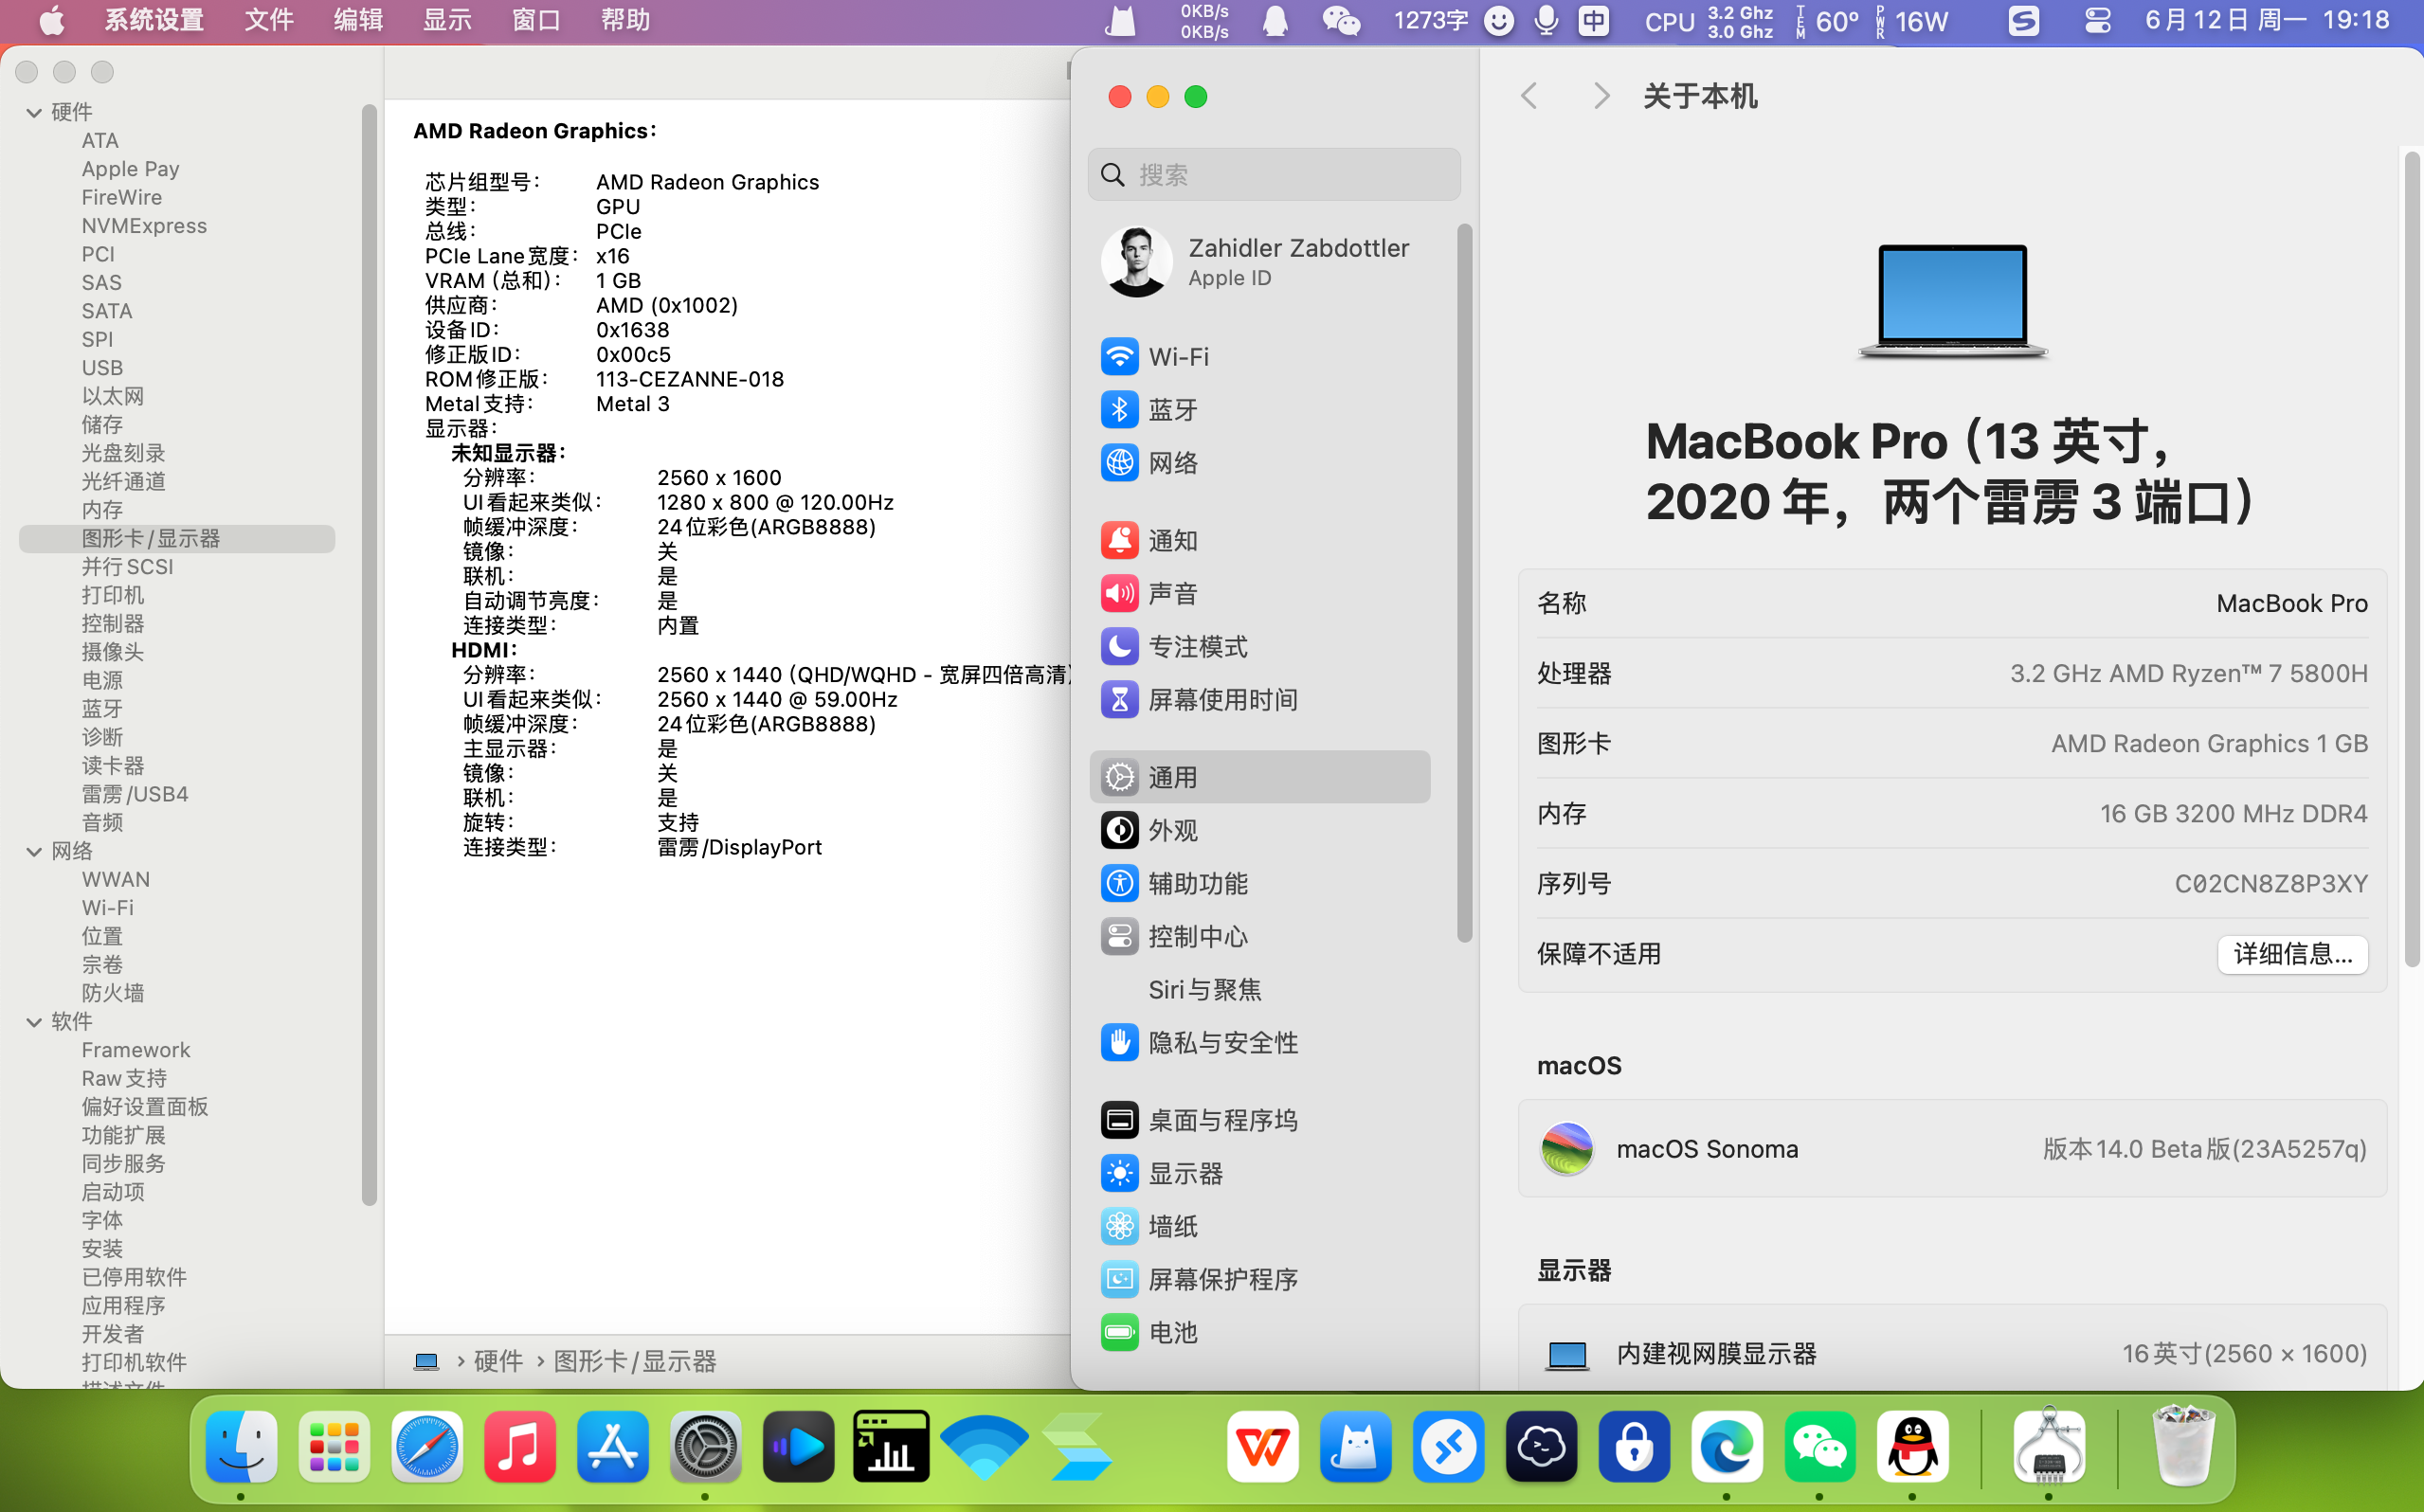 系统设置 文件 编辑 显示 窗口 帮助
0KB/s
0KB/s
1273字
中
CPU
3.2 Ghz
3.0 Ghz
TEM 60°
PWR 16W
6月12日 周一 19:18
硬件
ATA
Apple Pay
FireWire
NVMExpress
PCI
SAS
SATA
SPI
USB
以太网
储存
光盘刻录
光纤通道
内存
图形卡/显示器
并行SCSI
打印机
控制器
摄像头
电源
蓝牙
诊断
读卡器
雷雳/USB4
音频
网络
WWAN
Wi-Fi
位置
宗卷
防火墙
软件
Framework
Raw支持
偏好设置面板
功能扩展
同步服务
启动项
字体
安装
已停用软件
应用程序
开发者
打印机软件
描述文件
AMD Radeon Graphics：
芯片组型号： AMD Radeon Graphics
类型： GPU
总线： PCIe
PCIe Lane宽度： x16
VRAM（总和）： 1 GB
供应商： AMD (0x1002)
设备ID： 0x1638
修正版ID： 0x00c5
ROM修正版： 113-CEZANNE-018
Metal支持： Metal 3
显示器：
未知显示器：
分辨率： 2560 x 1600
UI看起来类似： 1280 x 800 @ 120.00Hz
帧缓冲深度： 24位彩色(ARGB8888)
镜像： 关
联机： 是
自动调节亮度： 是
连接类型： 内置
HDMI：
分辨率： 2560 x 1440（QHD/WQHD - 宽屏四倍高清）
UI看起来类似： 2560 x 1440 @ 59.00Hz
帧缓冲深度： 24位彩色(ARGB8888)
主显示器： 是
镜像： 关
联机： 是
旋转： 支持
连接类型： 雷雳/DisplayPort
› 硬件 › 图形卡/显示器
搜索
Zahidler Zabdottler
Apple ID
Wi-Fi
蓝牙
网络
通知
声音
专注模式
屏幕使用时间
通用
外观
辅助功能
控制中心
Siri与聚焦
隐私与安全性
桌面与程序坞
显示器
墙纸
屏幕保护程序
电池
关于本机
MacBook Pro（13 英寸，
2020 年，两个雷雳 3 端口）
名称 MacBook Pro
处理器 3.2 GHz AMD Ryzen™ 7 5800H
图形卡 AMD Radeon Graphics 1 GB
内存 16 GB 3200 MHz DDR4
序列号 C02CN8Z8P3XY
保障不适用 详细信息...
macOS
macOS Sonoma 版本14.0 Beta版(23A5257q)
显示器
内建视网膜显示器 16英寸(2560 × 1600)